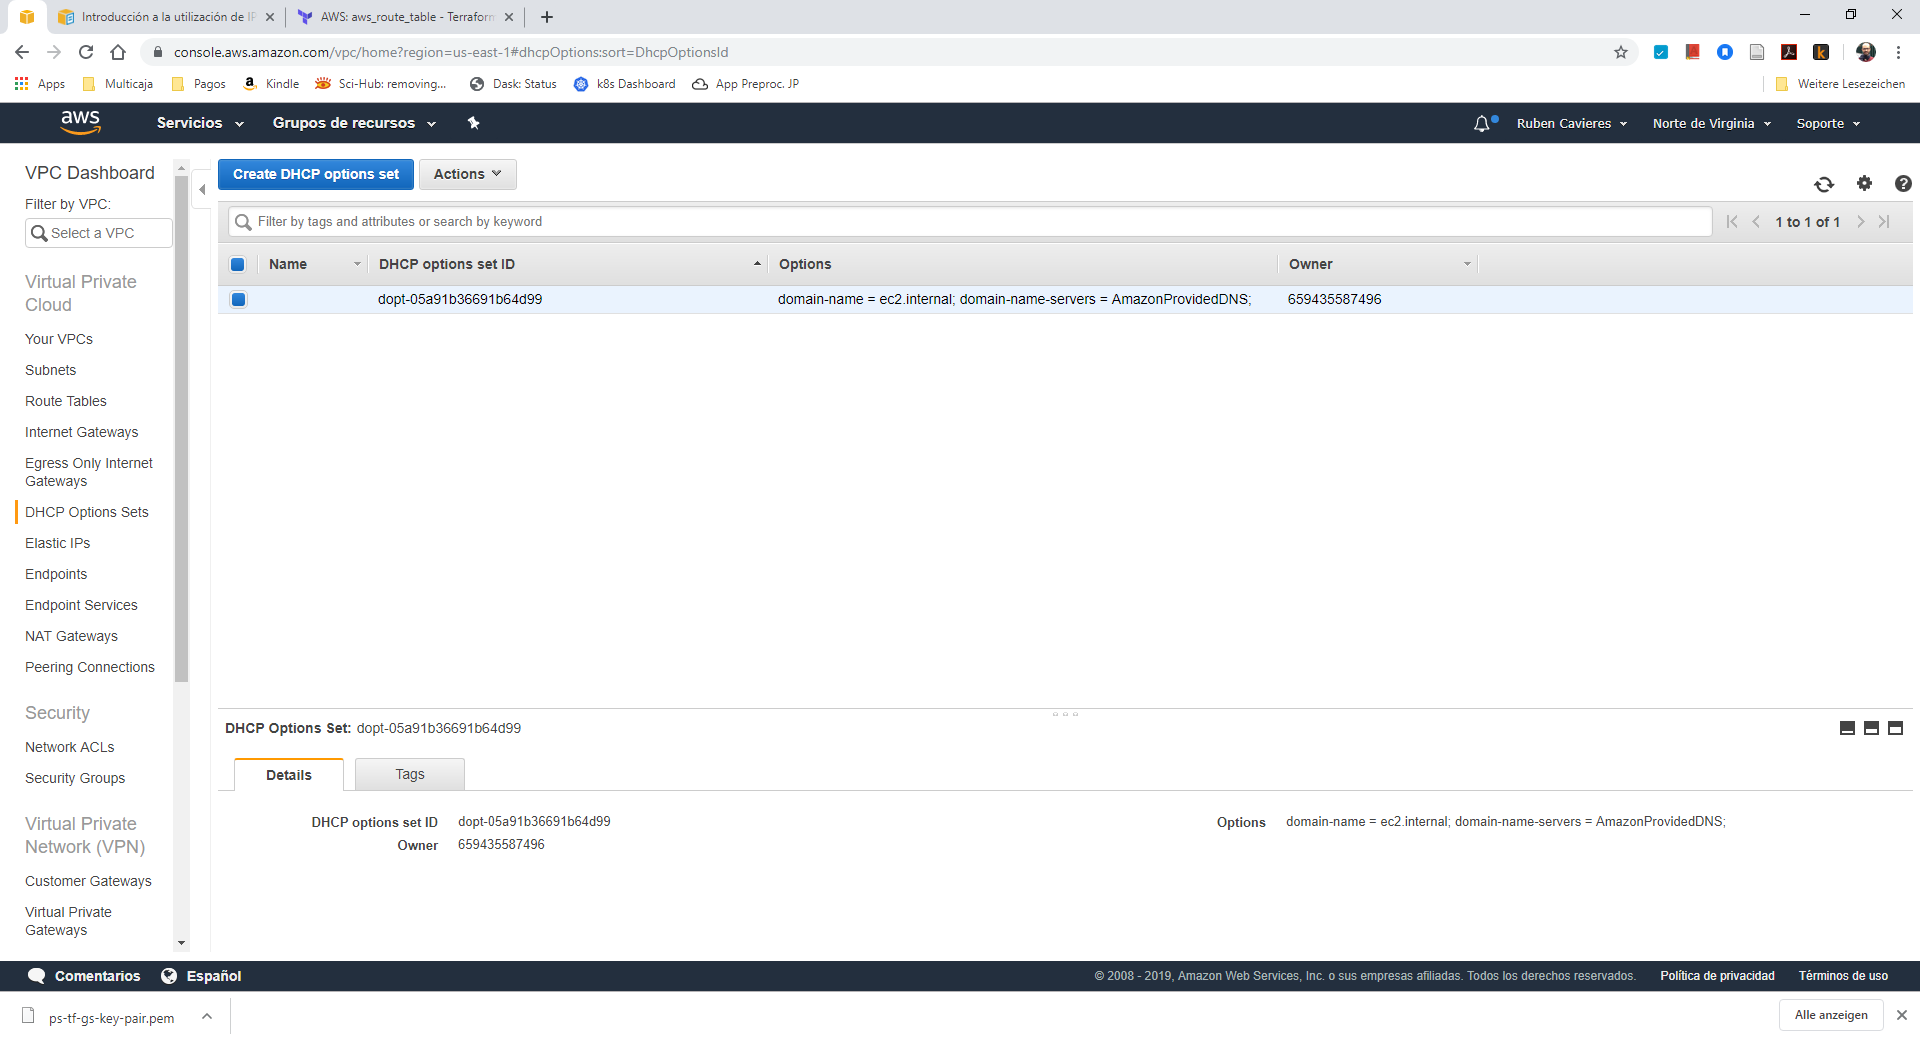 Introducción a la utilización de IP
AWS: aws_route_table - Terraform
console.aws.amazon.com/vpc/home?region=us-east-1#dhcpOptions:sort=DhcpOptionsId
Apps
Multicaja
Pagos
Kindle
Sci-Hub: removing...
Dask: Status
k8s Dashboard
App Preproc. JP
Weitere Lesezeichen
aws
Servicios
Grupos de recursos
Ruben Cavieres
Norte de Virginia
Soporte
VPC Dashboard
Filter by VPC:
Select a VPC
Virtual Private
Cloud
Your VPCs
Subnets
Route Tables
Internet Gateways
Egress Only Internet
Gateways
DHCP Options Sets
Elastic IPs
Endpoints
Endpoint Services
NAT Gateways
Peering Connections
Security
Network ACLs
Security Groups
Virtual Private
Network (VPN)
Customer Gateways
Virtual Private
Gateways
Create DHCP options set
Actions
Filter by tags and attributes or search by keyword
1 to 1 of 1
Name
DHCP options set ID
Options
Owner
dopt-05a91b36691b64d99
domain-name = ec2.internal; domain-name-servers = AmazonProvidedDNS;
659435587496
DHCP Options Set: dopt-05a91b36691b64d99
Details
Tags
DHCP options set ID dopt-05a91b36691b64d99
Owner 659435587496
Options domain-name = ec2.internal; domain-name-servers = AmazonProvidedDNS;
Comentarios
Español
© 2008 - 2019, Amazon Web Services, Inc. o sus empresas afiliadas. Todos los derechos reservados.
Política de privacidad
Términos de uso
ps-tf-gs-key-pair.pem
Alle anzeigen